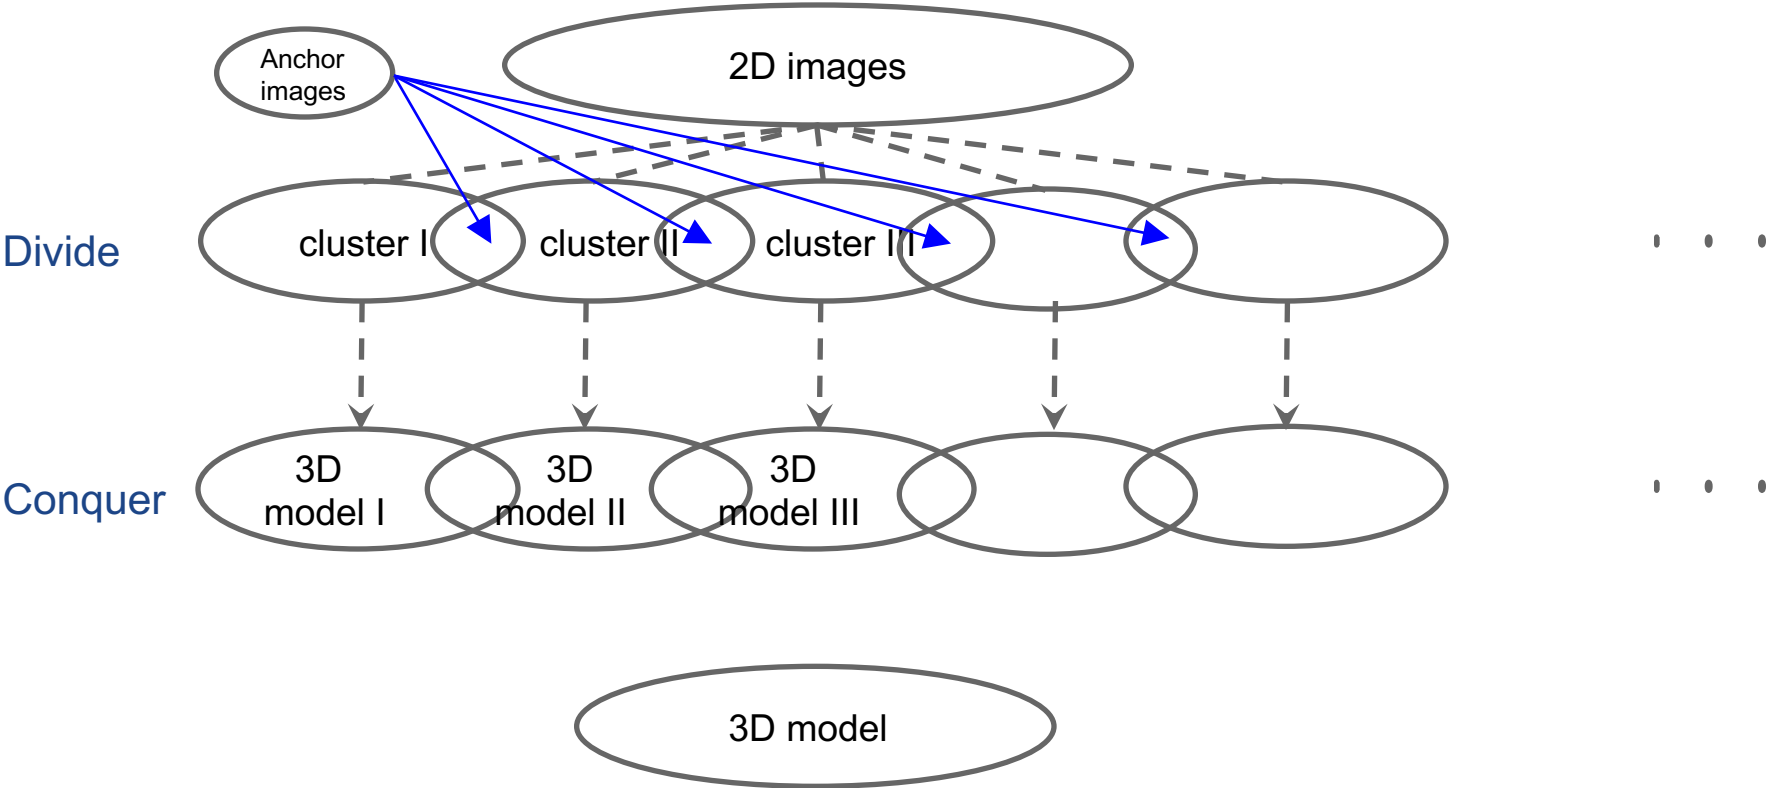 Anchor
images
2D images
Divide
cluster I
cluster II
cluster III
. . .
Conquer
3D
model I
3D
model II
3D
model III
. . .
3D model